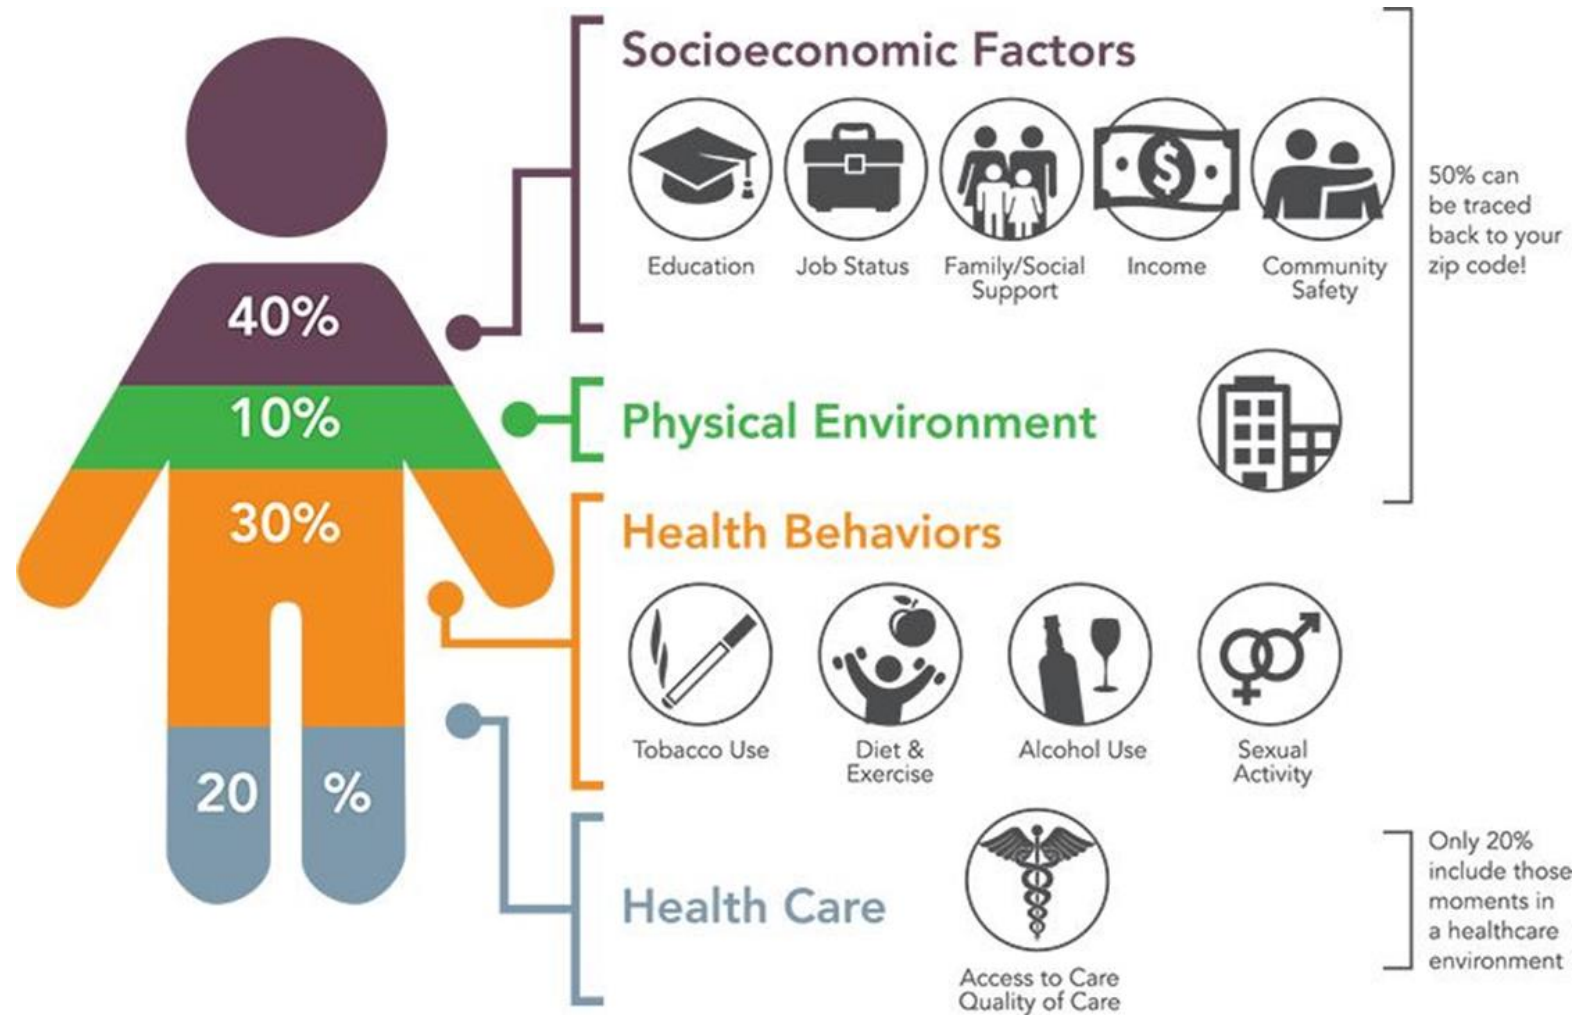 Socioeconomic Factors
Education
Job Status
Family/Social
Support
Income
Community
Safety
50% can
be traced
back to your
zip code!
40%
10%
Physical Environment
30%
Health Behaviors
Tobacco Use
Diet &
Exercise
Alcohol Use
Sexual
Activity
20 %
Health Care
Access to Care
Quality of Care
Only 20%
include those
moments in
a healthcare
environment